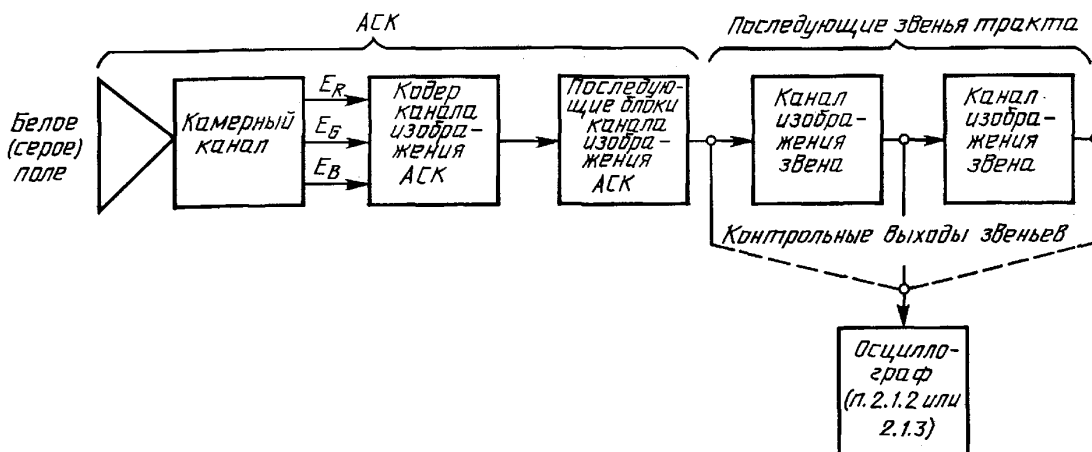 АСК
Последующие звенья тракта
Белое
(серое)
поле
Камерный
канал
E_R
E_G
E_B
Кодер
канала
изобра-
жения
АСК
Последую-
щие блоки
канала
изобра-
жения
АСК
Канал
изобра-
жения
звена
Канал
изобра-
жения
звена
Контрольные выходы звеньев
Осцилло-
граф
(п.2.1.2 или
2.1.3)